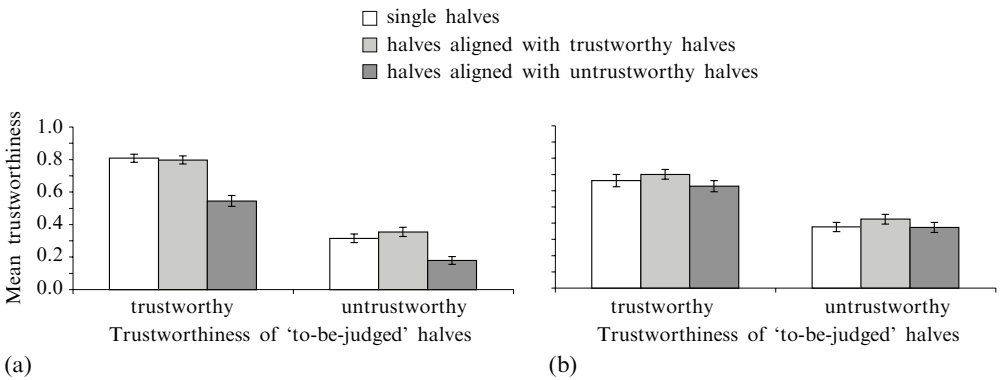 single halves
halves aligned with trustworthy halves
halves aligned with untrustworthy halves
Mean trustworthiness
1.0
0.8
0.6
0.4
0.2
0.0
trustworthy untrustworthy
Trustworthiness of ‘to-be-judged’ halves
(a)
trustworthy untrustworthy
Trustworthiness of ‘to-be-judged’ halves
(b)